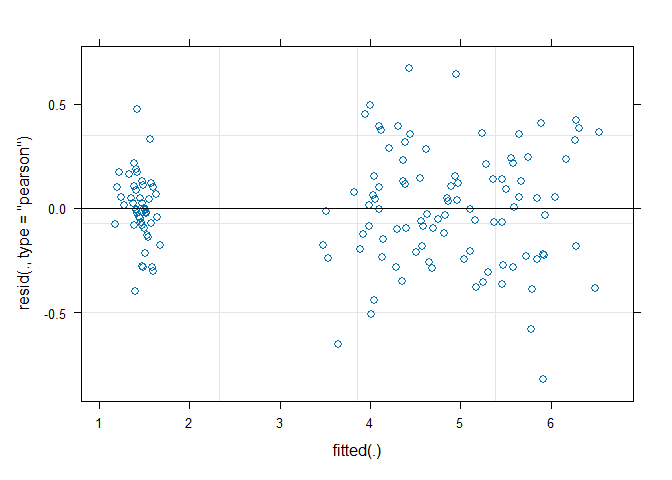 resid(., type = "pearson")
0.5
0.0
-0.5
1 2 3 4 5 6
fitted(.)